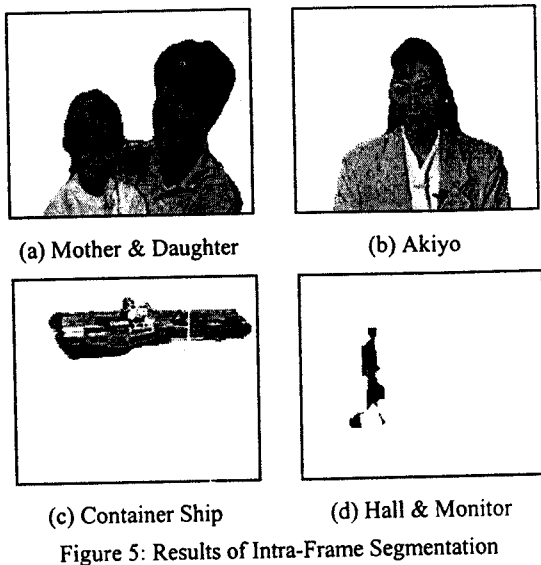 (a) Mother & Daughter
(b) Akiyo
(c) Container Ship
(d) Hall & Monitor
Figure 5: Results of Intra-Frame Segmentation